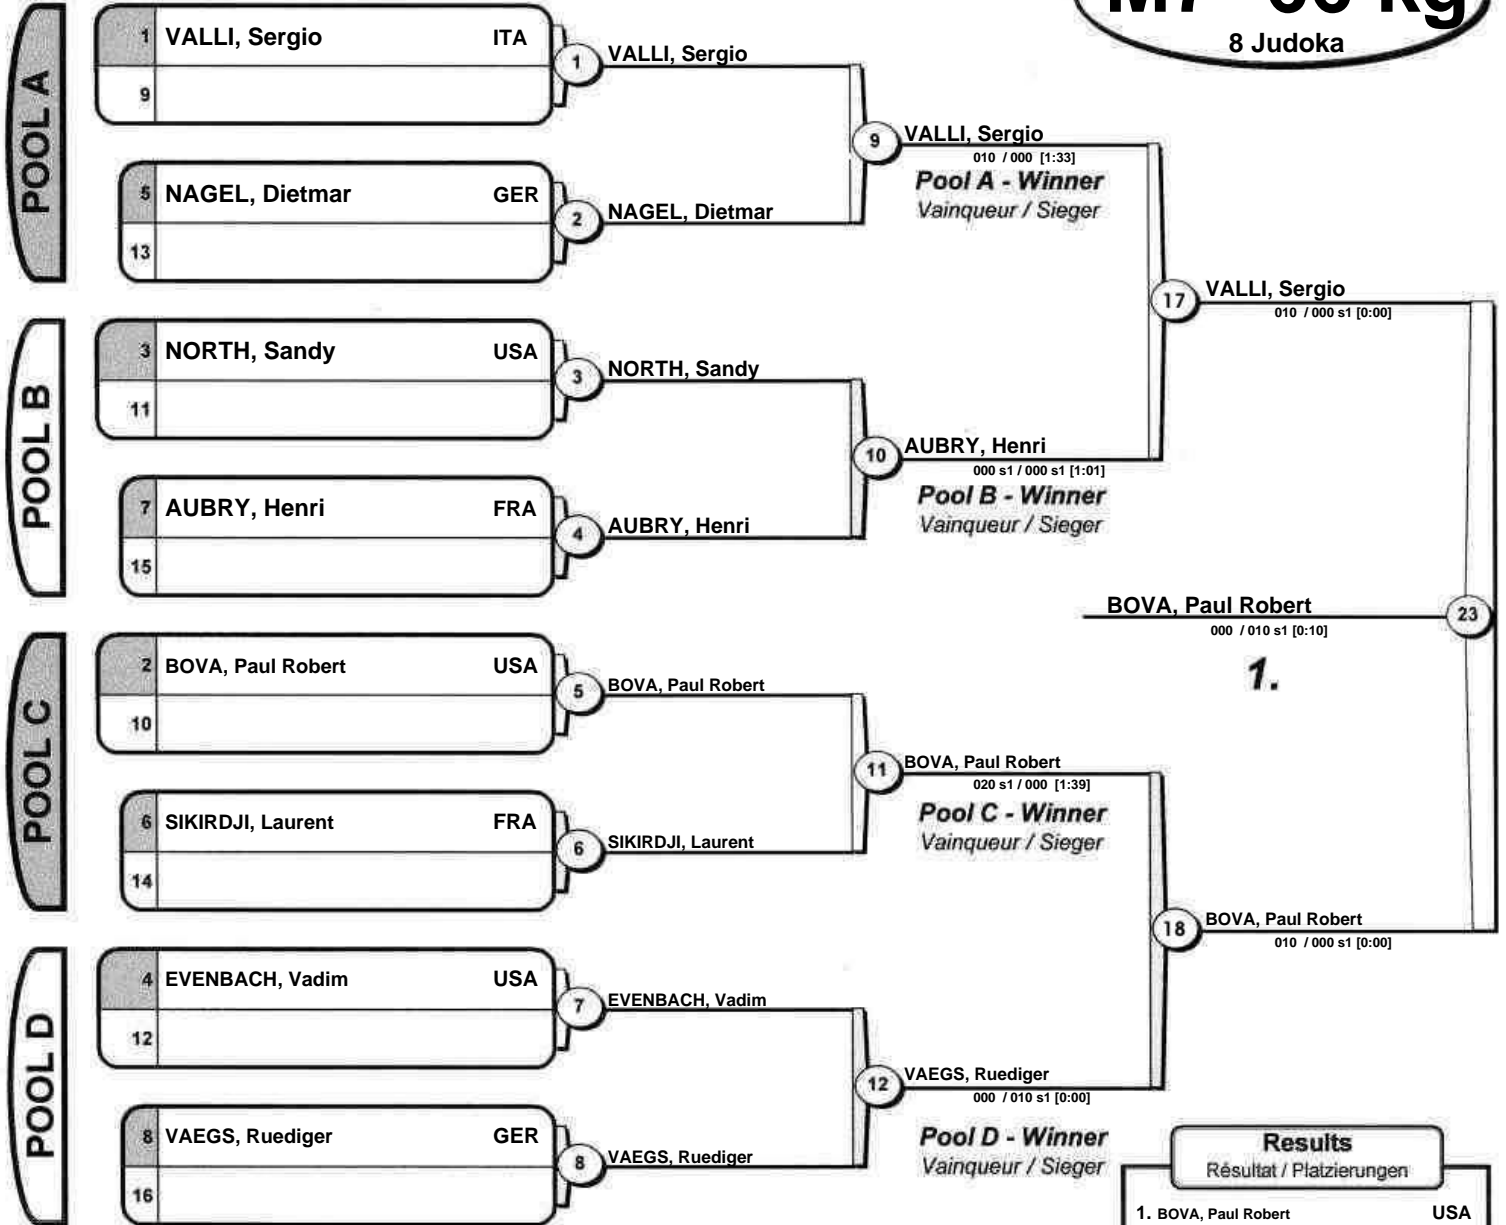 M7 -66 kg
8 Judoka
POOL A
1 VALLI, Sergio ITA
9
5 NAGEL, Dietmar GER
13
1 VALLI, Sergio
2 NAGEL, Dietmar
9 VALLI, Sergio
010 / 000 [1:33]
Pool A - Winner
Vainqueur / Sieger
POOL B
3 NORTH, Sandy USA
11
7 AUBRY, Henri FRA
15
3 NORTH, Sandy
4 AUBRY, Henri
10 AUBRY, Henri
000 s1 / 000 s1 [1:01]
Pool B - Winner
Vainqueur / Sieger
17 VALLI, Sergio
010 / 000 s1 [0:00]
BOVA, Paul Robert 23
000 / 010 s1 [0:10]
1.
POOL C
2 BOVA, Paul Robert USA
10
6 SIKIRDJI, Laurent FRA
14
5 BOVA, Paul Robert
6 SIKIRDJI, Laurent
11 BOVA, Paul Robert
020 s1 / 000 [1:39]
Pool C - Winner
Vainqueur / Sieger
18 BOVA, Paul Robert
010 / 000 s1 [0:00]
POOL D
4 EVENBACH, Vadim USA
12
8 VAEGS, Ruediger GER
16
7 EVENBACH, Vadim
8 VAEGS, Ruediger
12 VAEGS, Ruediger
000 / 010 s1 [0:00]
Pool D - Winner
Vainqueur / Sieger
Results
Résultat / Platzierungen
1. BOVA, Paul Robert USA